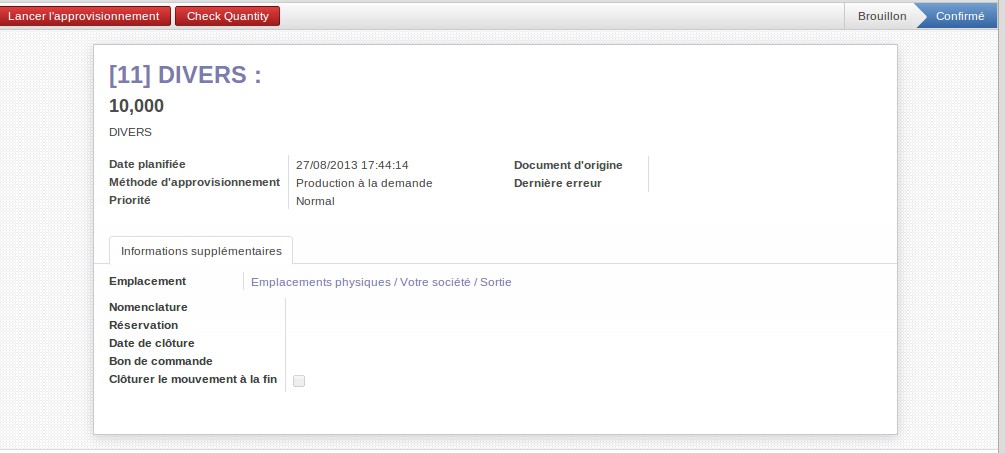 Lancer l'approvisionnement Check Quantity Brouillon Confirmé
[11] DIVERS :
10,000
DIVERS
Date planifiée 27/08/2013 17:44:14 Document d'origine
Méthode d'approvisionnement Production à la demande Dernière erreur
Priorité Normal
Informations supplémentaires
Emplacement Emplacements physiques / Votre société / Sortie
Nomenclature
Réservation
Date de clôture
Bon de commande
Clôturer le mouvement à la fin